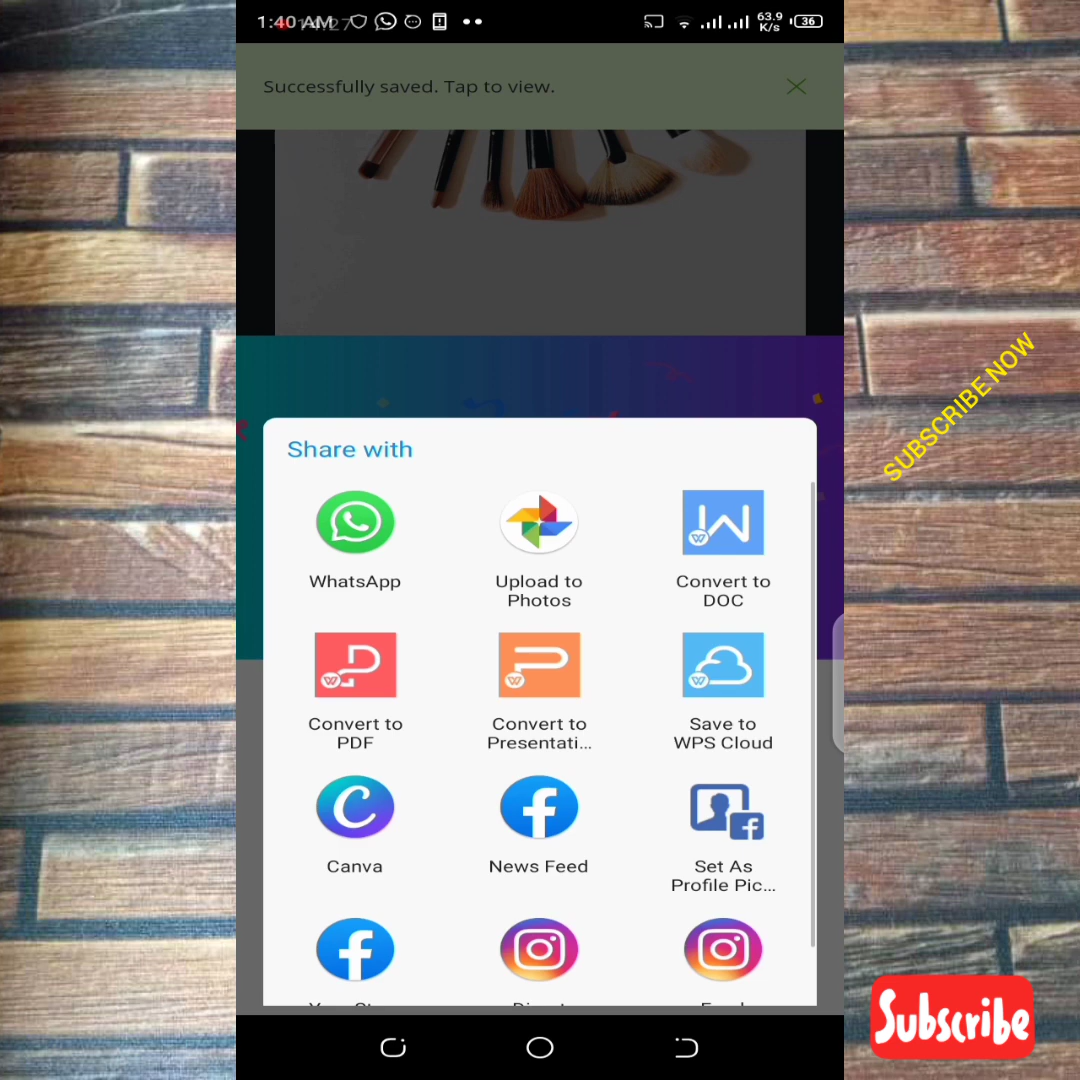 1:40 AM
14:27
63.9
K/s
36
Successfully saved. Tap to view.
SUBSCRIBE NOW
Share with
WhatsApp
Upload to
Photos
Convert to
DOC
Convert to
PDF
Convert to
Presentati...
Save to
WPS Cloud
Canva
News Feed
Set As
Profile Pic...
Subscribe